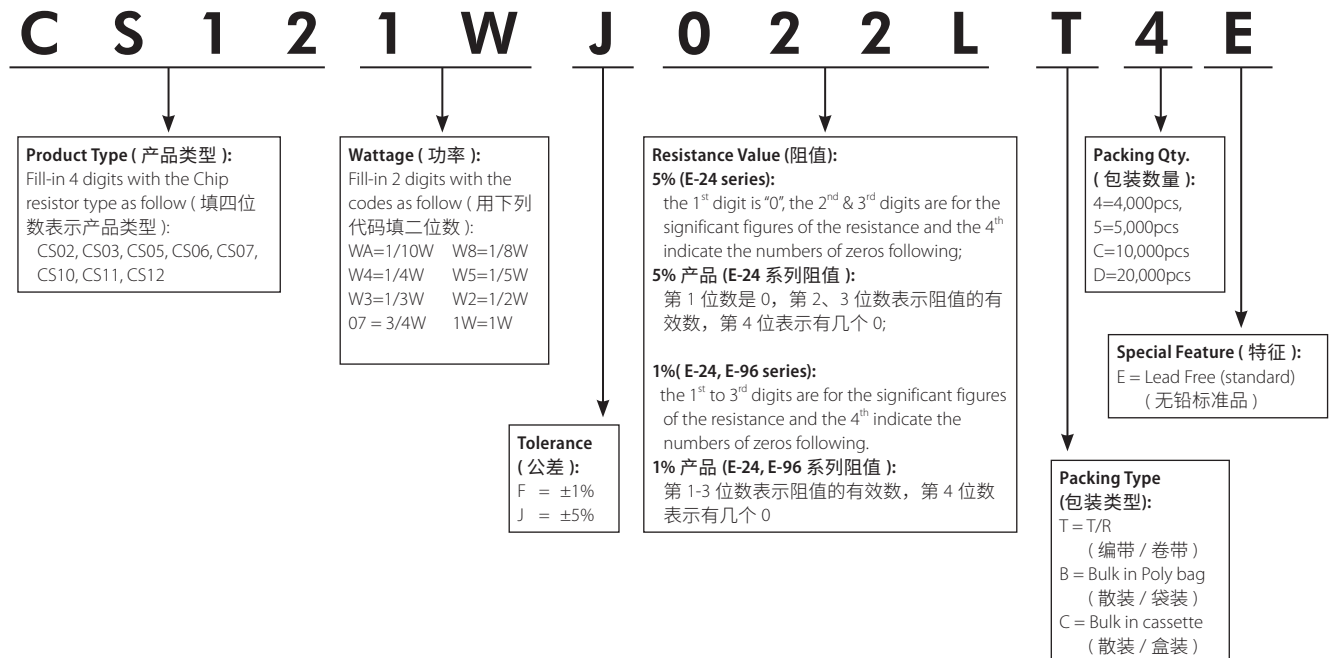 C S 1 2 1 W J 0 2 2 L T 4 E
Product Type ( 产品类型 ):
Fill-in 4 digits with the Chip
resistor type as follow ( 填四位
数表示产品类型 ):
CS02, CS03, CS05, CS06, CS07,
CS10, CS11, CS12
Wattage ( 功率 ):
Fill-in 2 digits with the
codes as follow ( 用下列
代码填二位数 ):
WA=1/10W W8=1/8W
W4=1/4W W5=1/5W
W3=1/3W W2=1/2W
07 = 3/4W 1W=1W
Tolerance
( 公差 ):
F = ±1%
J = ±5%
Resistance Value (阻值):
5% (E-24 series):
the 1st digit is "0", the 2nd & 3rd digits are for the
significant figures of the resistance and the 4th
indicate the numbers of zeros following;
5% 产品 (E-24 系列阻值 ):
第 1 位数是 0，第 2、3 位数表示阻值的有
效数，第 4 位表示有几个 0;
1%( E-24, E-96 series):
the 1st to 3rd digits are for the significant figures
of the resistance and the 4th indicate the
numbers of zeros following.
1% 产品 (E-24, E-96 系列阻值 ):
第 1-3 位数表示阻值的有效数，第 4 位数
表示有几个 0
Packing Type
(包装类型):
T = T/R
( 编带 / 卷带 )
B = Bulk in Poly bag
( 散装 / 袋装 )
C = Bulk in cassette
( 散装 / 盒装 )
Packing Qty.
( 包装数量 ):
4=4,000pcs,
5=5,000pcs
C=10,000pcs
D=20,000pcs
Special Feature ( 特征 ):
E = Lead Free (standard)
( 无铅标准品 )